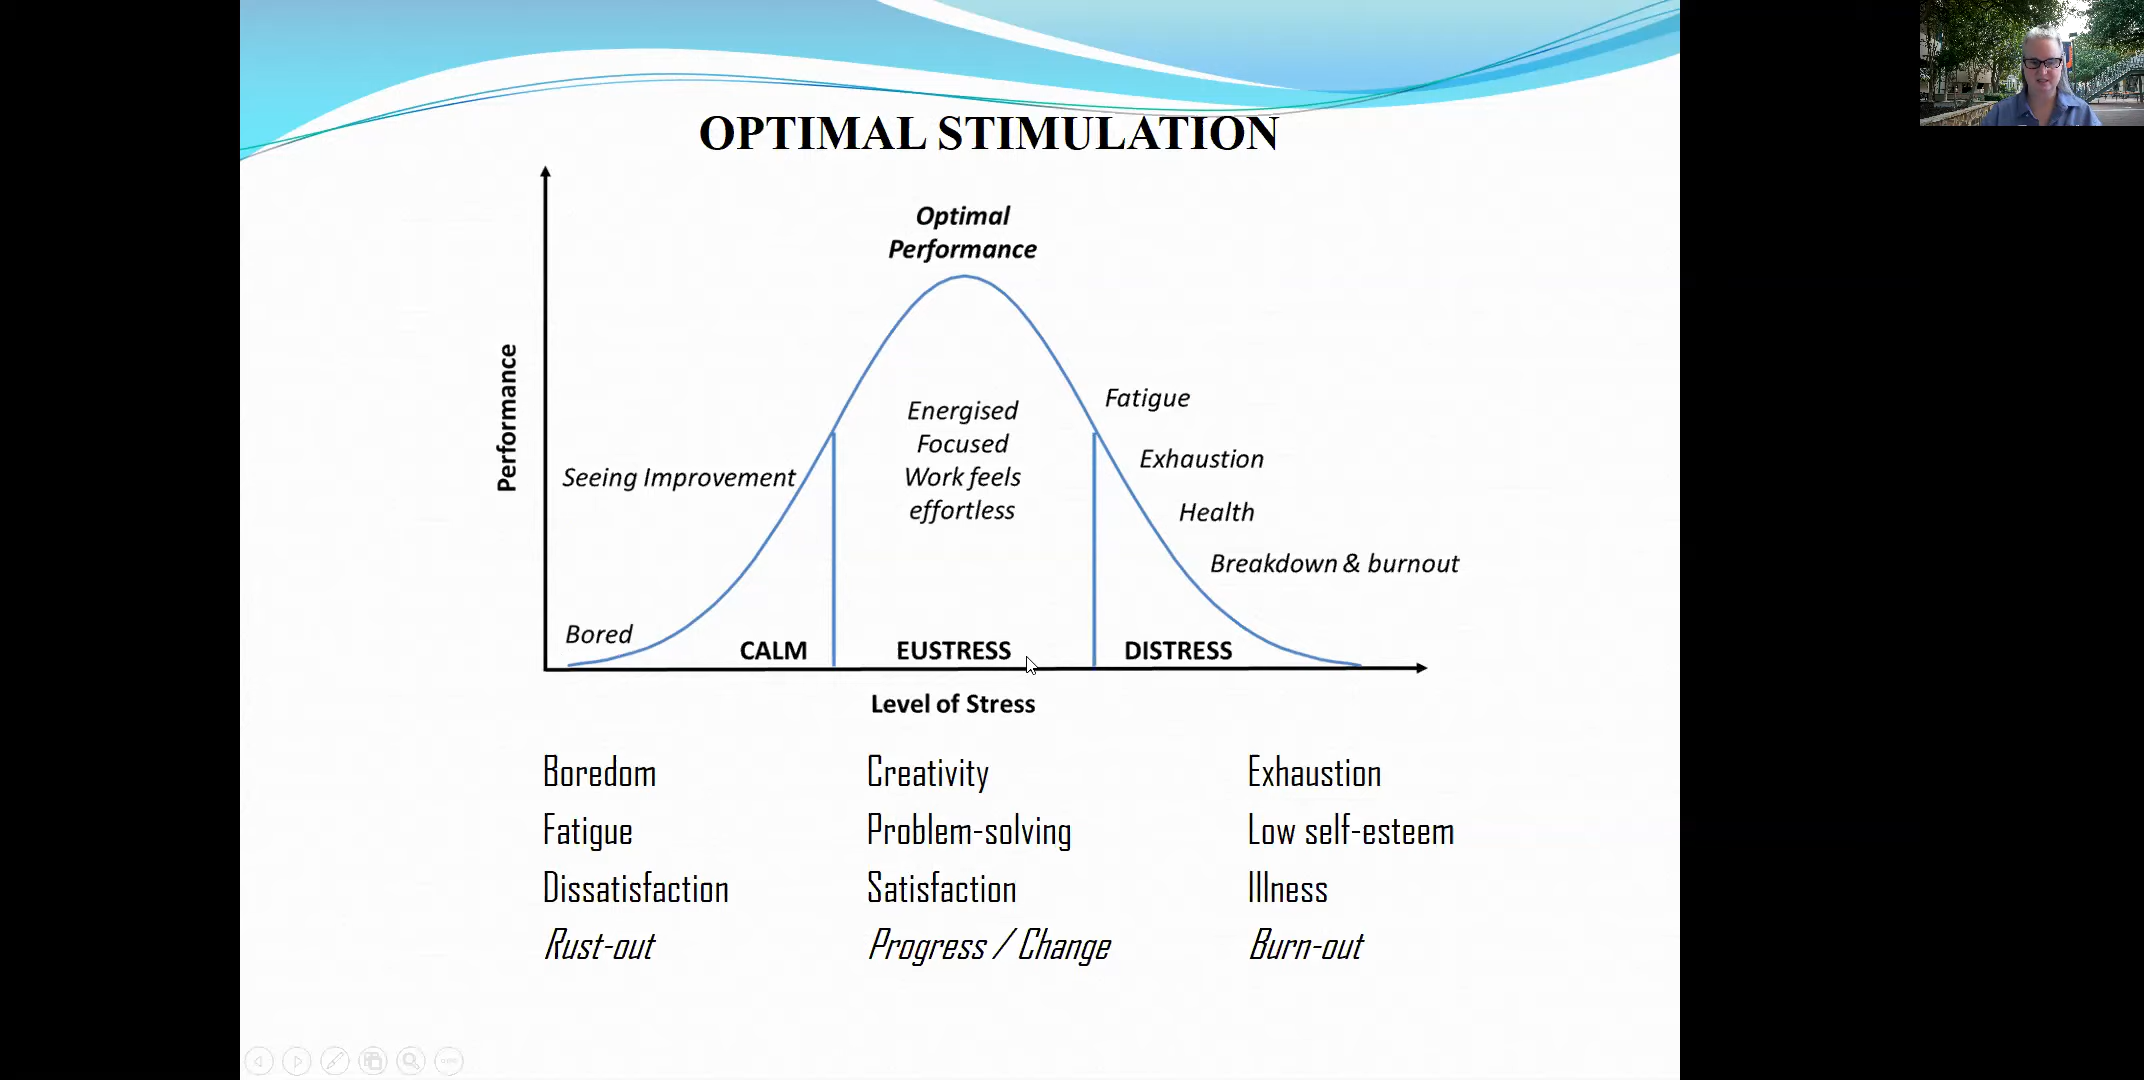 OPTIMAL STIMULATION
Optimal
Performance
Performance
Energised
Focused
Work feels
effortless
Seeing Improvement
Bored
Fatigue
Exhaustion
Health
Breakdown & burnout
CALM
EUSTRESS
DISTRESS
Level of Stress
Boredom
Creativity
Exhaustion
Fatigue
Problem-solving
Low self-esteem
Dissatisfaction
Satisfaction
Illness
Rust-out
Progress / Change
Burn-out